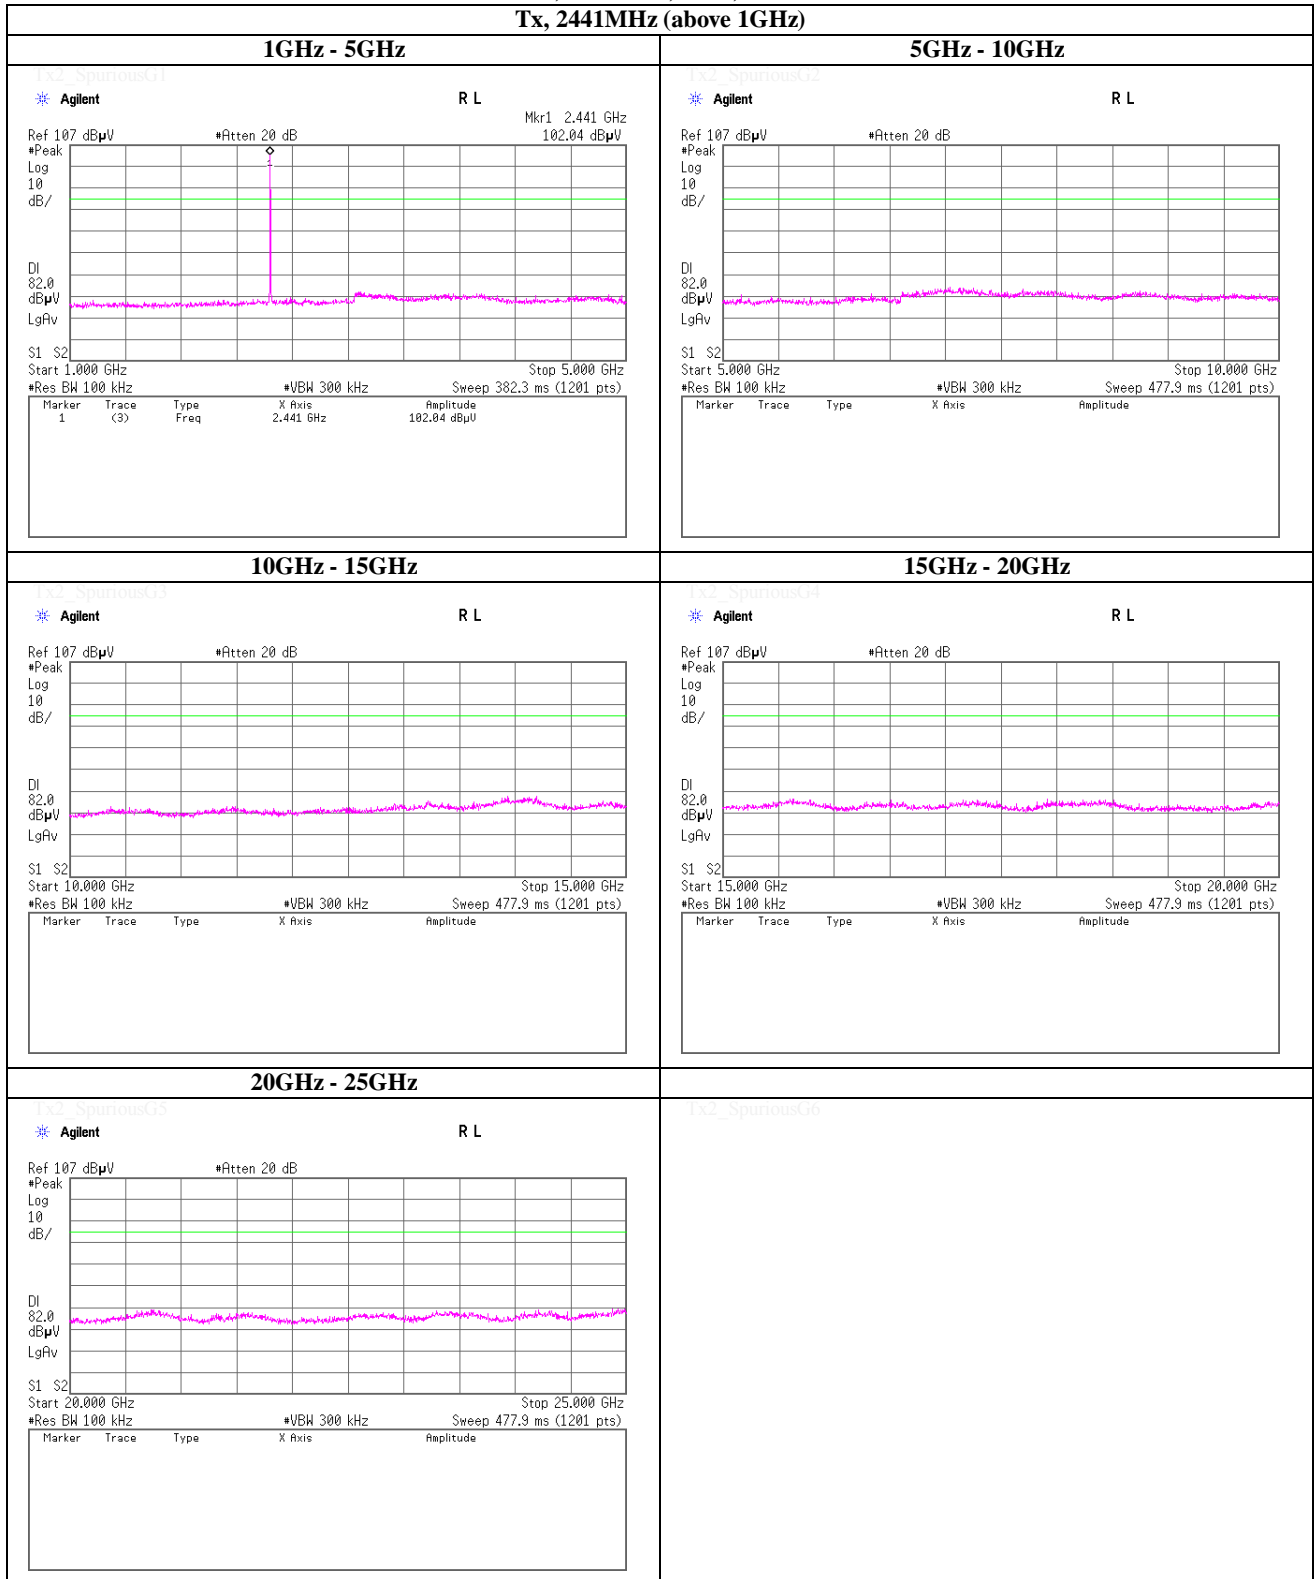 Tx, 2441MHz (above 1GHz)
1GHz - 5GHz
Tx2_SpuriousG1
Agilent
R L
Mkr1 2.441 GHz
Ref 107 dBµV #Atten 20 dB 102.04 dBµV
#Peak
Log
10
dB/
1
DI
82.0
dBµV
LgAv
S1 S2
Start 1.000 GHz Stop 5.000 GHz
#Res BW 100 kHz #VBW 300 kHz Sweep 382.3 ms (1201 pts)
Marker Trace Type X Axis Amplitude
1 (3) Freq 2.441 GHz 102.04 dBµV
5GHz - 10GHz
Tx2_SpuriousG2
Agilent
R L
Ref 107 dBµV #Atten 20 dB
#Peak
Log
10
dB/
DI
82.0
dBµV
LgAv
S1 S2
Start 5.000 GHz Stop 10.000 GHz
#Res BW 100 kHz #VBW 300 kHz Sweep 477.9 ms (1201 pts)
Marker Trace Type X Axis Amplitude
10GHz - 15GHz
Tx2_SpuriousG3
Agilent
R L
Ref 107 dBµV #Atten 20 dB
#Peak
Log
10
dB/
DI
82.0
dBµV
LgAv
S1 S2
Start 10.000 GHz Stop 15.000 GHz
#Res BW 100 kHz #VBW 300 kHz Sweep 477.9 ms (1201 pts)
Marker Trace Type X Axis Amplitude
15GHz - 20GHz
Tx2_SpuriousG4
Agilent
R L
Ref 107 dBµV #Atten 20 dB
#Peak
Log
10
dB/
DI
82.0
dBµV
LgAv
S1 S2
Start 15.000 GHz Stop 20.000 GHz
#Res BW 100 kHz #VBW 300 kHz Sweep 477.9 ms (1201 pts)
Marker Trace Type X Axis Amplitude
20GHz - 25GHz
Tx2_SpuriousG5
Agilent
R L
Ref 107 dBµV #Atten 20 dB
#Peak
Log
10
dB/
DI
82.0
dBµV
LgAv
S1 S2
Start 20.000 GHz Stop 25.000 GHz
#Res BW 100 kHz #VBW 300 kHz Sweep 477.9 ms (1201 pts)
Marker Trace Type X Axis Amplitude
Tx2_SpuriousG6